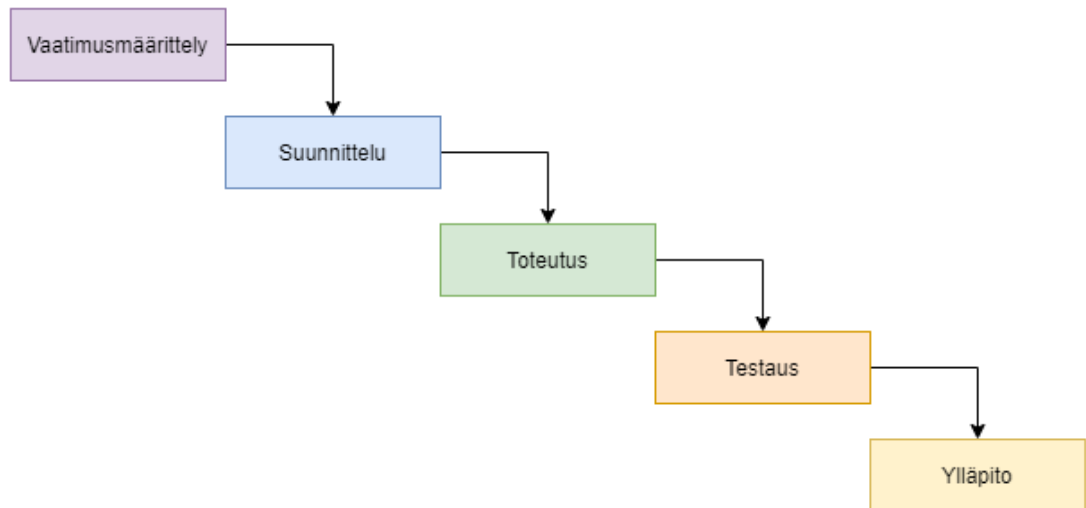 Vaatimusmäärittely
Suunnittelu
Toteutus
Testaus
Ylläpito